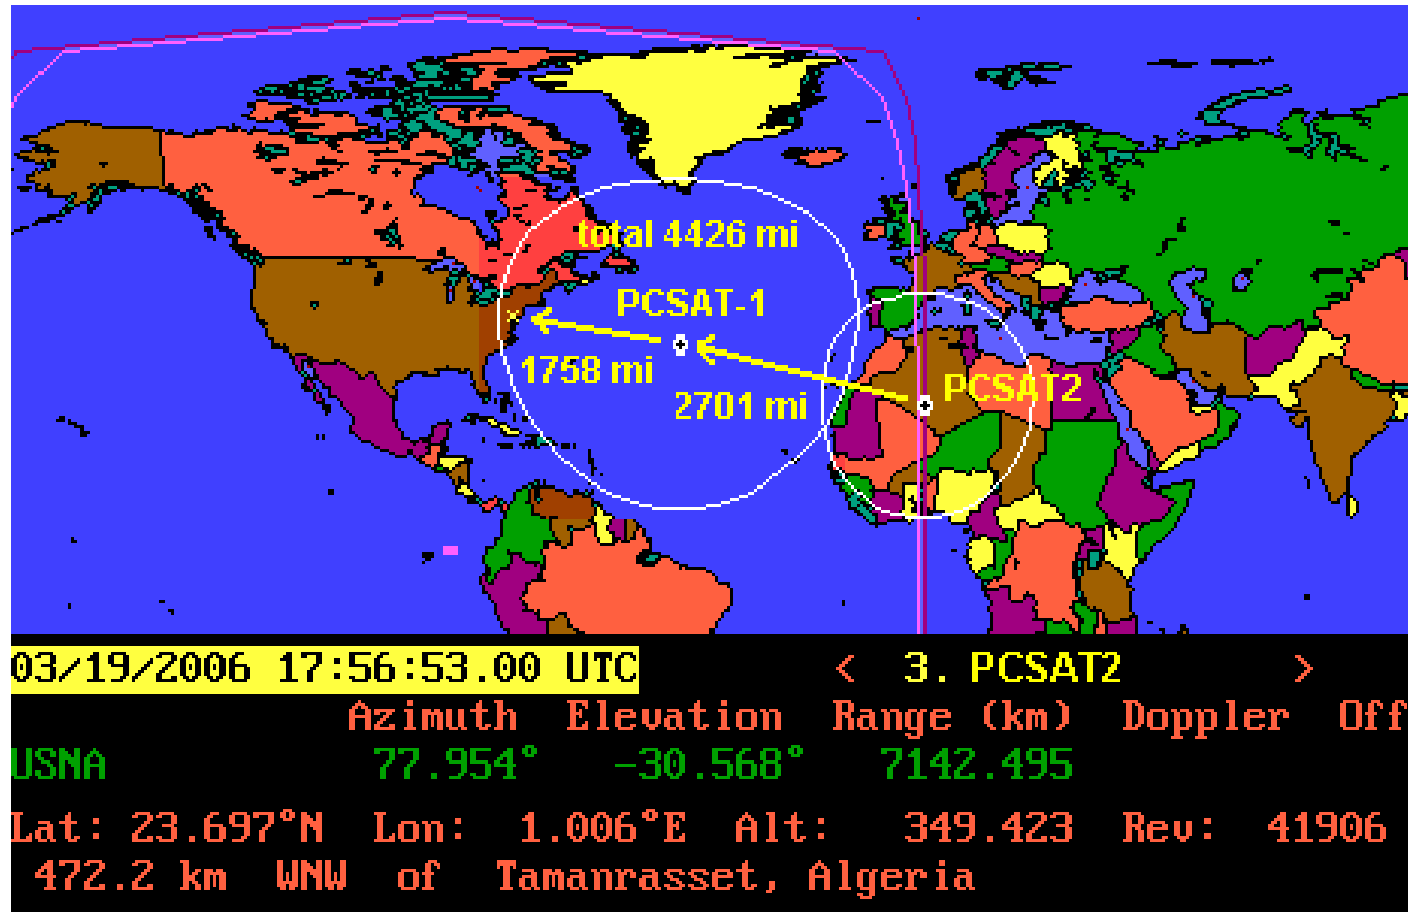 total 4426 mi
PCSAT-1
1758 mi
PCSAT2
2701 mi
03/19/2006 17:56:53.00 UTC < 3. PCSAT2 >
Azimuth Elevation Range (km) Doppler Off
USNA 77.954° -30.568° 7142.495
Lat: 23.697°N Lon: 1.006°E Alt: 349.423 Rev: 41906
472.2 km WNW of Tamanrasset, Algeria